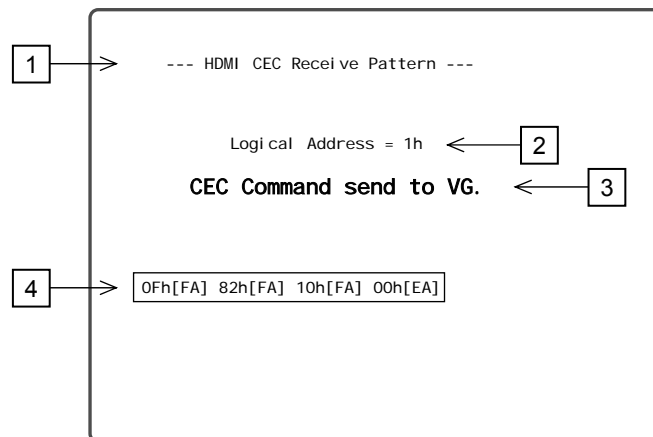 1
--- HDMI CEC Receive Pattern ---
Logical Address = 1h
2
CEC Command send to VG.
3
4
0Fh[FA] 82h[FA] 10h[FA] 00h[EA]